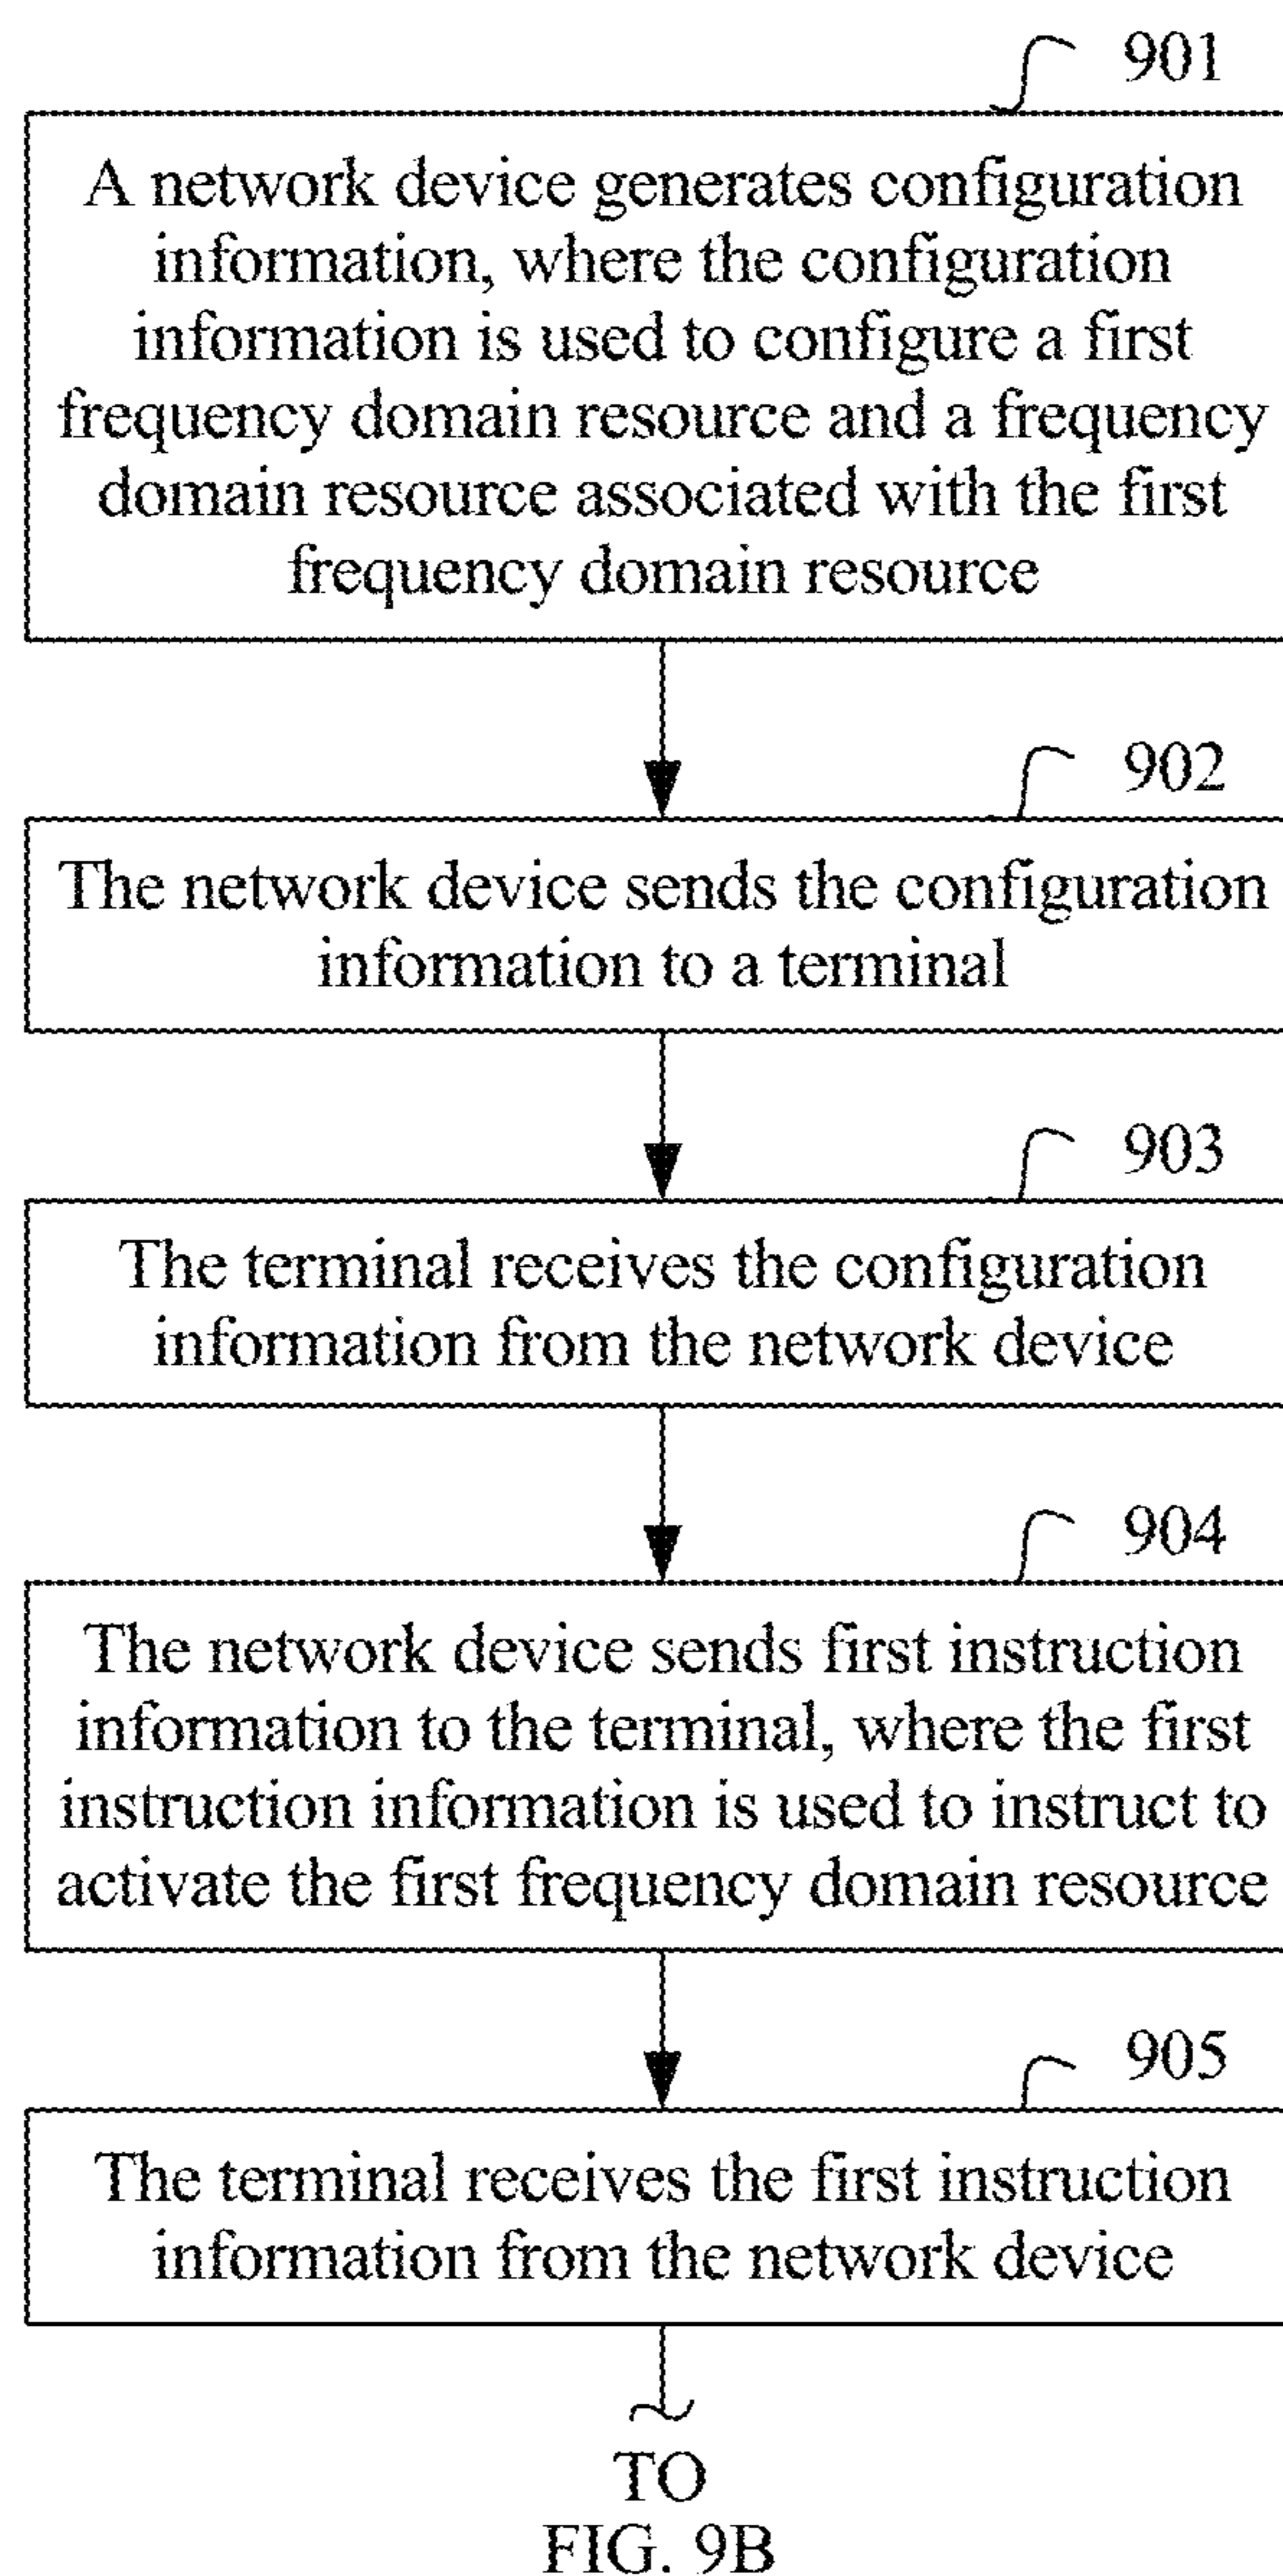 901
A network device generates configuration
information, where the configuration
information is used to configure a first
frequency domain resource and a frequency
domain resource associated with the first
frequency domain resource
902
The network device sends the configuration
information to a terminal
903
The terminal receives the configuration
information from the network device
904
The network device sends first instruction
information to the terminal, where the first
instruction information is used to instruct to
activate the first frequency domain resource
905
The terminal receives the first instruction
information from the network device
TO
FIG. 9B